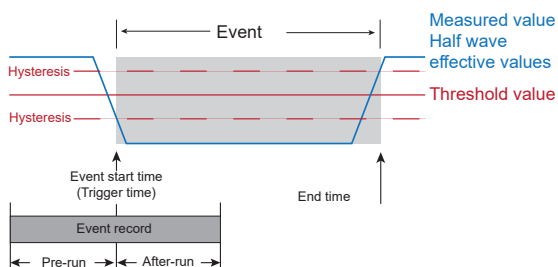 Event
Measured value
Half wave
effective values
Hysteresis
Threshold value
Hysteresis
Event start time
(Trigger time)
End time
Event record
Pre-run
After-run